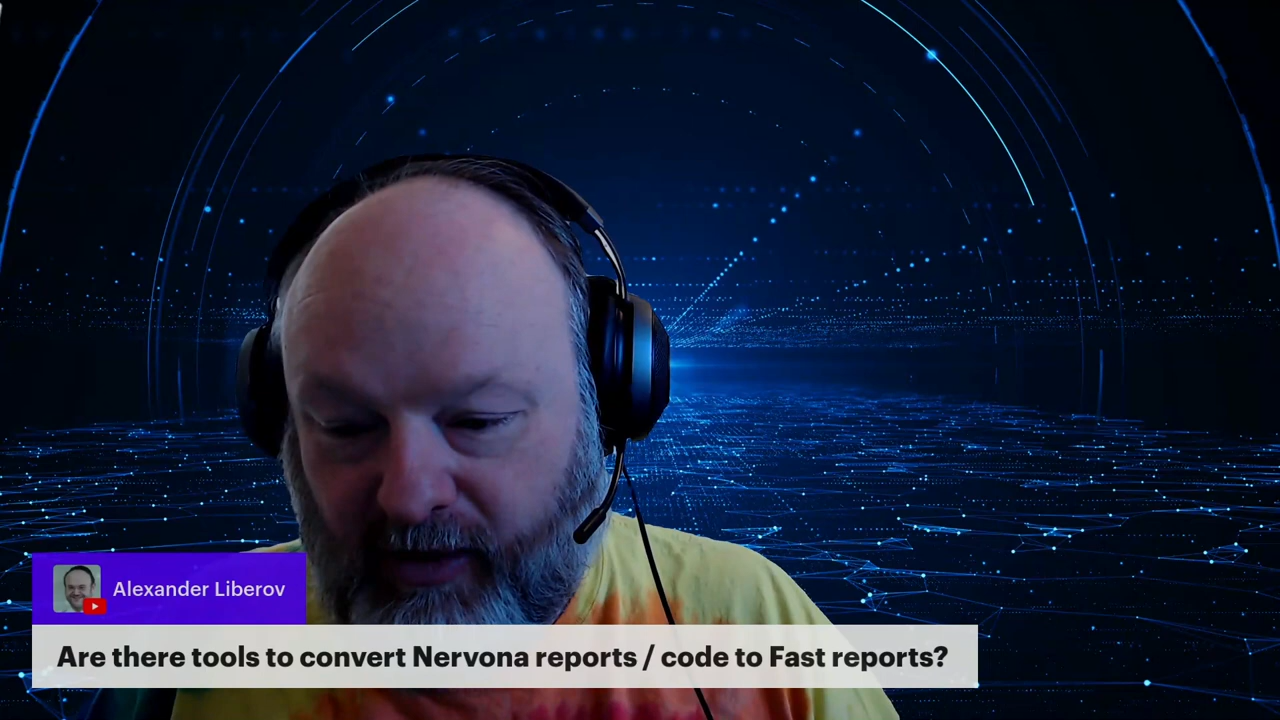 Alexander Liberov
Are there tools to convert Nervona reports / code to Fast reports?